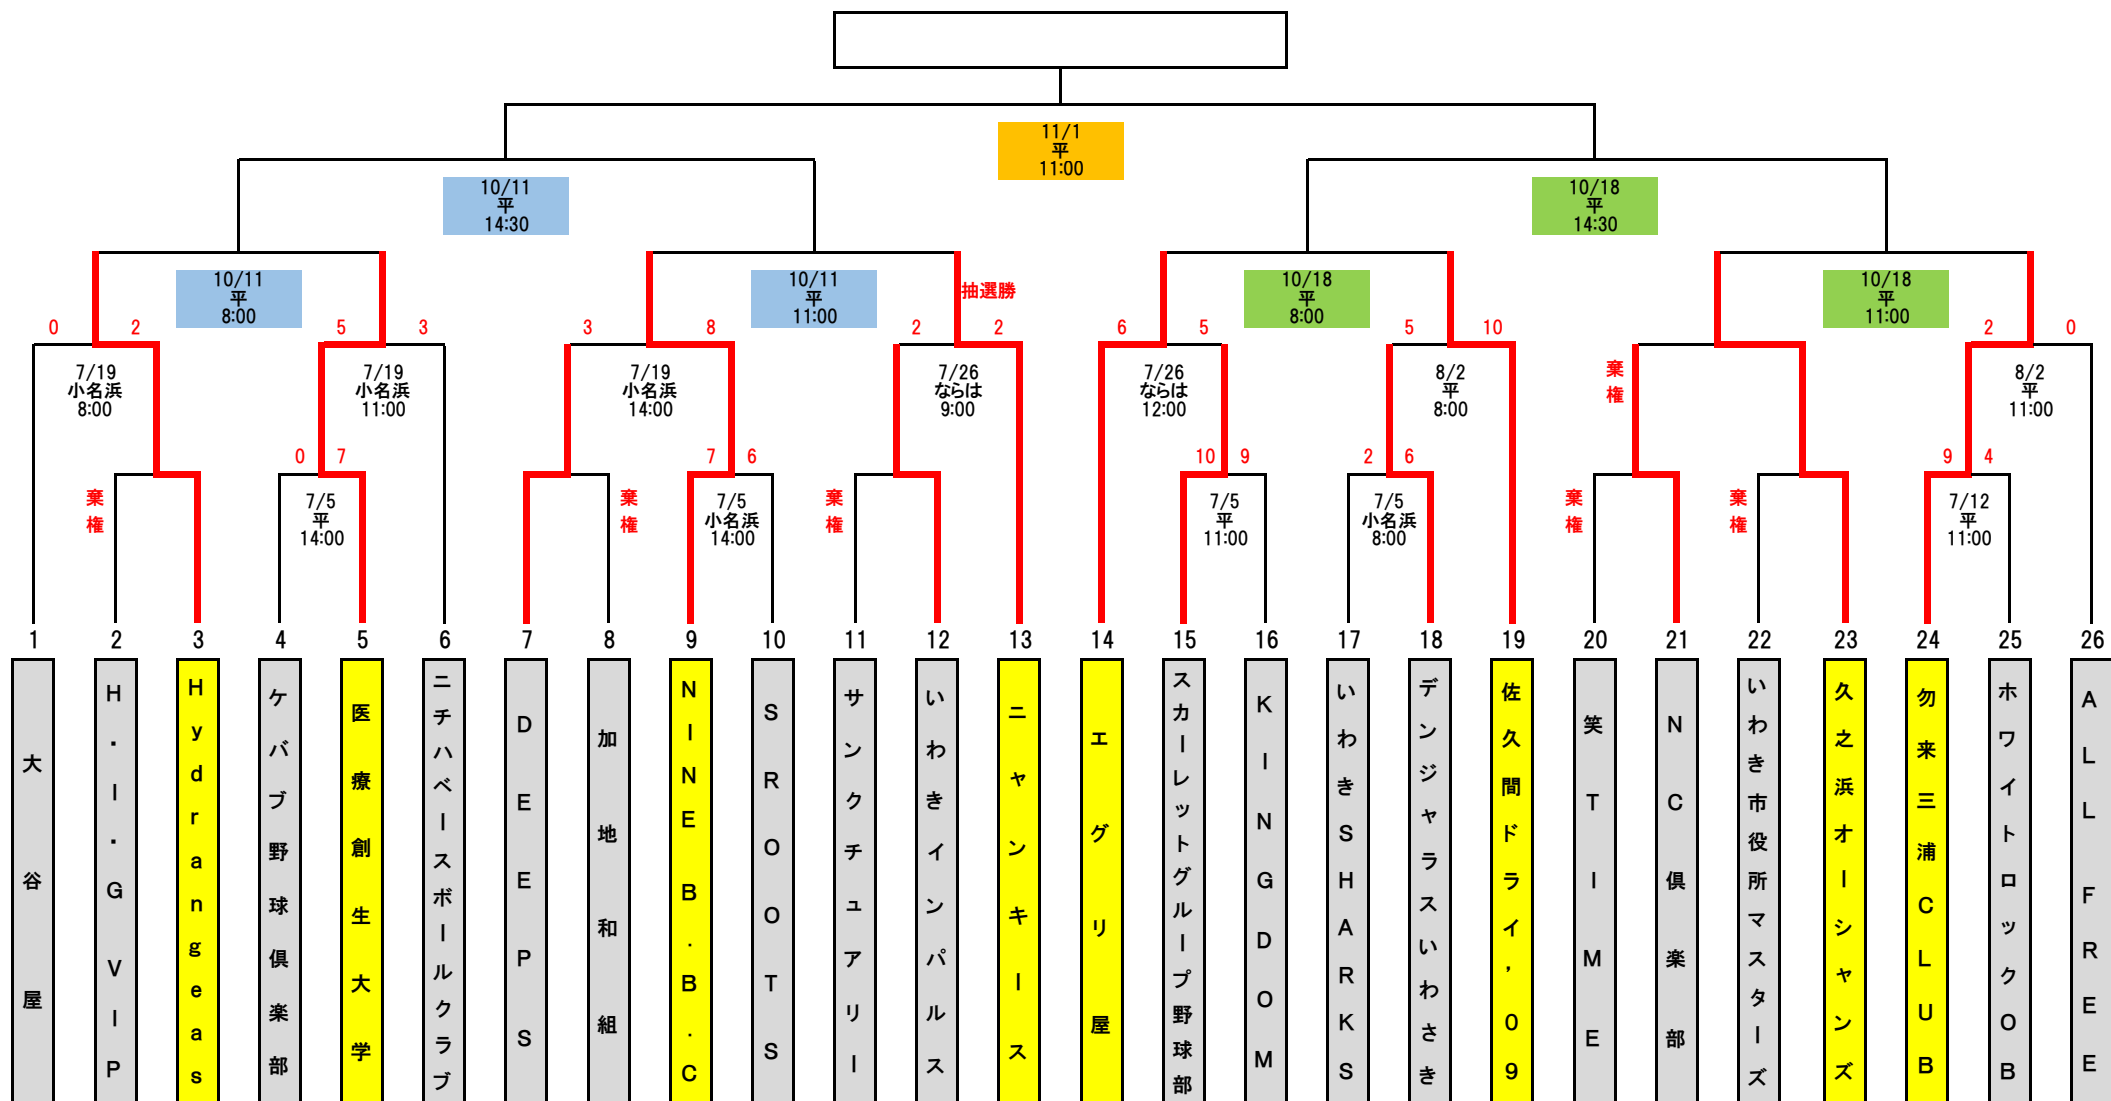 11/1
平
11:00
10/11
平
14:30
10/18
平
14:30
10/11
平
8:00
10/11
平
11:00
抽選勝
10/18
平
8:00
10/18
平
11:00
0 2 5 3 3 8 2 2 6 5 5 10 2 0
7/19
小名浜
8:00
7/19
小名浜
11:00
7/19
小名浜
14:00
7/26
ならは
9:00
7/26
ならは
12:00
8/2
平
8:00
棄権
8/2
平
11:00
0 7 7 6 10 9 2 6 9 4
棄権
7/5
平
14:00
棄権
7/5
小名浜
14:00
棄権
7/5
平
11:00
7/5
小名浜
8:00
棄権
棄権
7/12
平
11:00
1 2 3 4 5 6 7 8 9 10 11 12 13 14 15 16 17 18 19 20 21 22 23 24 25 26
大谷屋
H・I・G VIP
Hydrangeas
ケバブ野球倶楽部
医療創生大学
ニチハベースボールクラブ
DEEPS
加地和組
NINE B.B.C
SROOTS
サンクチュアリー
いわきインパルス
ニャンキース
エグリ屋
スカーレットグループ野球部
KINGDOM
いわきSHARKS
デンジャラスいわさき
佐久間ドライ,09
笑TIME
NC倶楽部
いわき市役所マスターズ
久之浜オーシャンズ
勿来三浦CLUB
ホワイトロックOB
ALL FREE